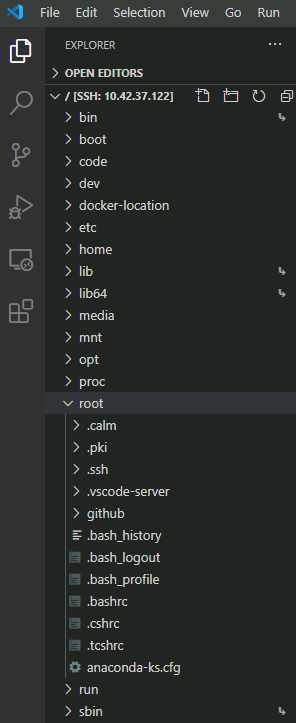 File Edit Selection View Go Run
EXPLORER
OPEN EDITORS
/ [SSH: 10.42.37.122]
bin
boot
code
dev
docker-location
etc
home
lib
lib64
media
mnt
opt
proc
root
.calm
.pki
.ssh
.vscode-server
github
.bash_history
.bash_logout
.bash_profile
.bashrc
.cshrc
.tcshrc
anaconda-ks.cfg
run
sbin